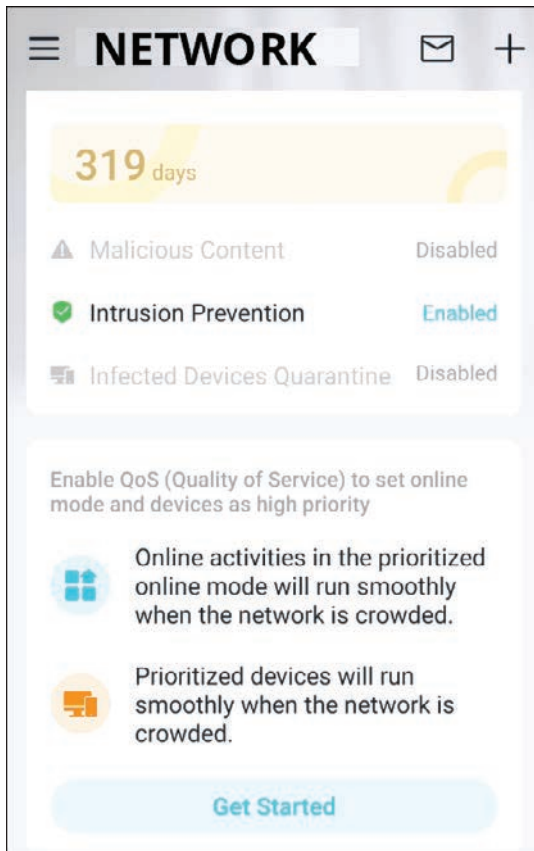 NETWORK
319 days
Malicious Content Disabled
Intrusion Prevention Enabled
Infected Devices Quarantine Disabled
Enable QoS (Quality of Service) to set online
mode and devices as high priority
Online activities in the prioritized
online mode will run smoothly
when the network is crowded.
Prioritized devices will run
smoothly when the network is
crowded.
Get Started